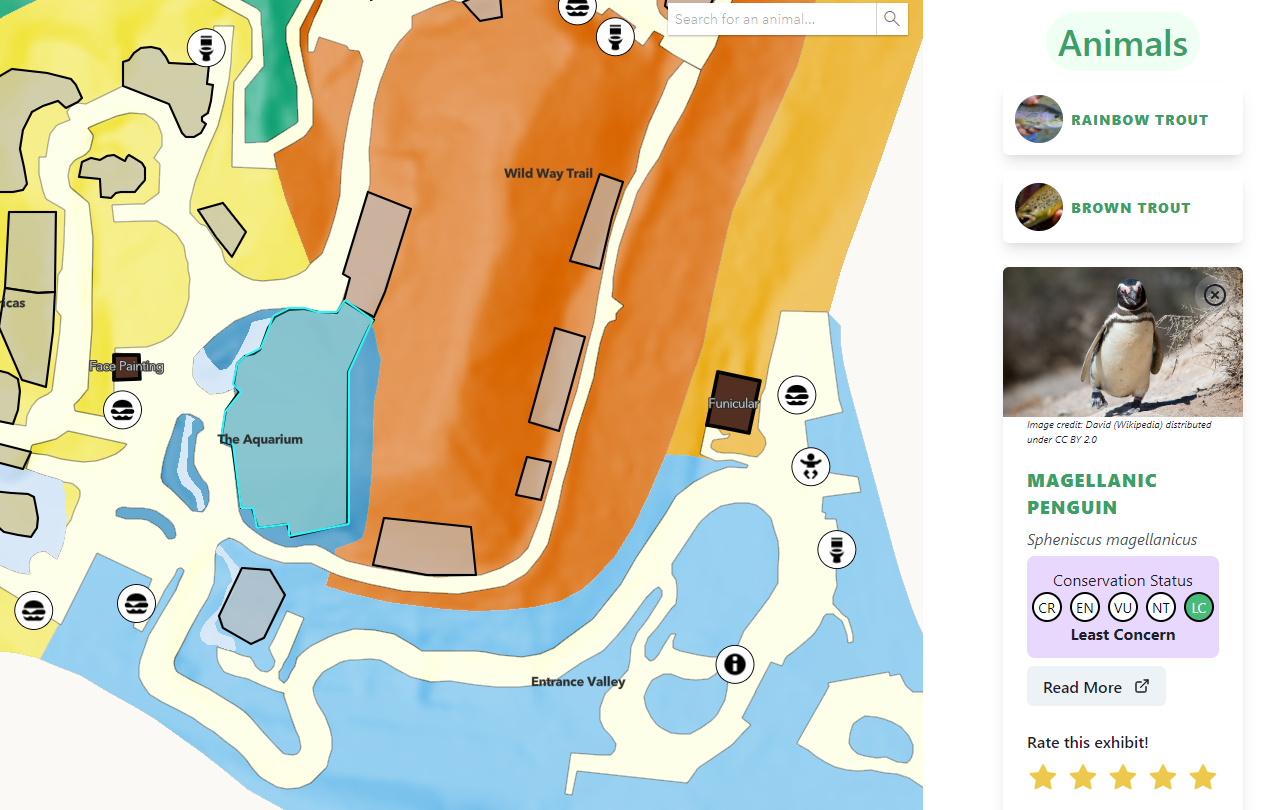 Search for an animal...
Wild Way Trail
icas
Face Painting
Funicular
The Aquarium
Entrance Valley
Animals
RAINBOW TROUT
BROWN TROUT
Image credit: David (Wikipedia) distributed
under CC BY 2.0
MAGELLANIC
PENGUIN
Spheniscus magellanicus
Conservation Status
CR EN VU NT LC
Least Concern
Read More
Rate this exhibit!